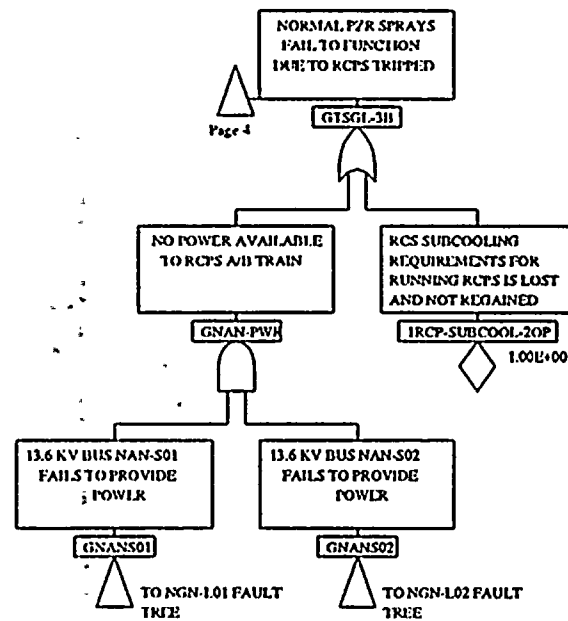 NORMAL PZR SPRAYS
FAIL TO FUNCTION
DUE TO RCPS TRIPPED
Page 4
GTSGL-3B
NO POWER AVAILABLE
TO RCPS A/B TRAIN
RCS SUBCOOLING
REQUIREMENTS FOR
RUNNING RCPS IS LOST
AND NOT REGAINED
GNAN-PWR
1RCP-SUBCOOL-2OP
1.00E+00
13.6 KV BUS NAN-S01
FAILS TO PROVIDE
POWER
13.6 KV BUS NAN-S02
FAILS TO PROVIDE
POWER
GNANS01
GNANS02
TO NGN-L01 FAULT
TREE
TO NGN-L02 FAULT
TREE